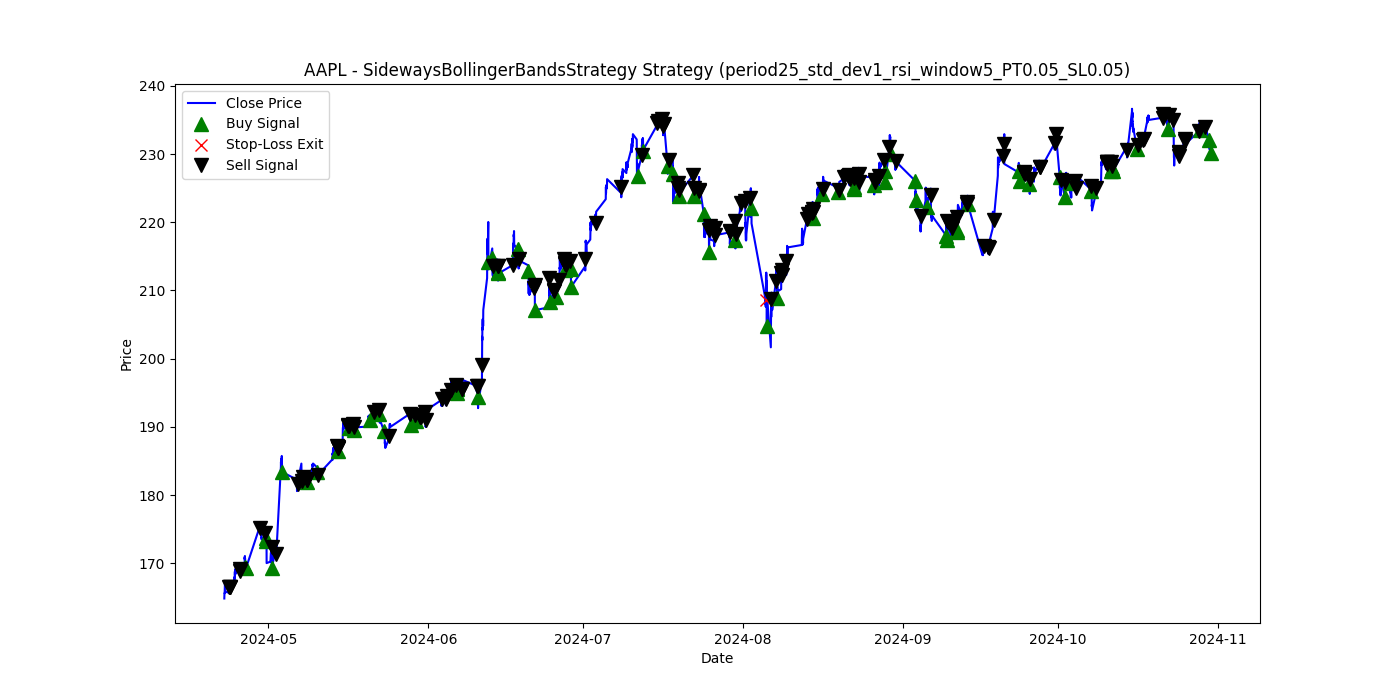 AAPL - SidewaysBollingerBandsStrategy Strategy (period25_std_dev1_rsi_window5_PT0.05_SL0.05)
Close Price
Buy Signal
Stop-Loss Exit
Sell Signal
240
230
220
210
200
190
180
170
Price
2024-05 2024-06 2024-07 2024-08 2024-09 2024-10 2024-11
Date